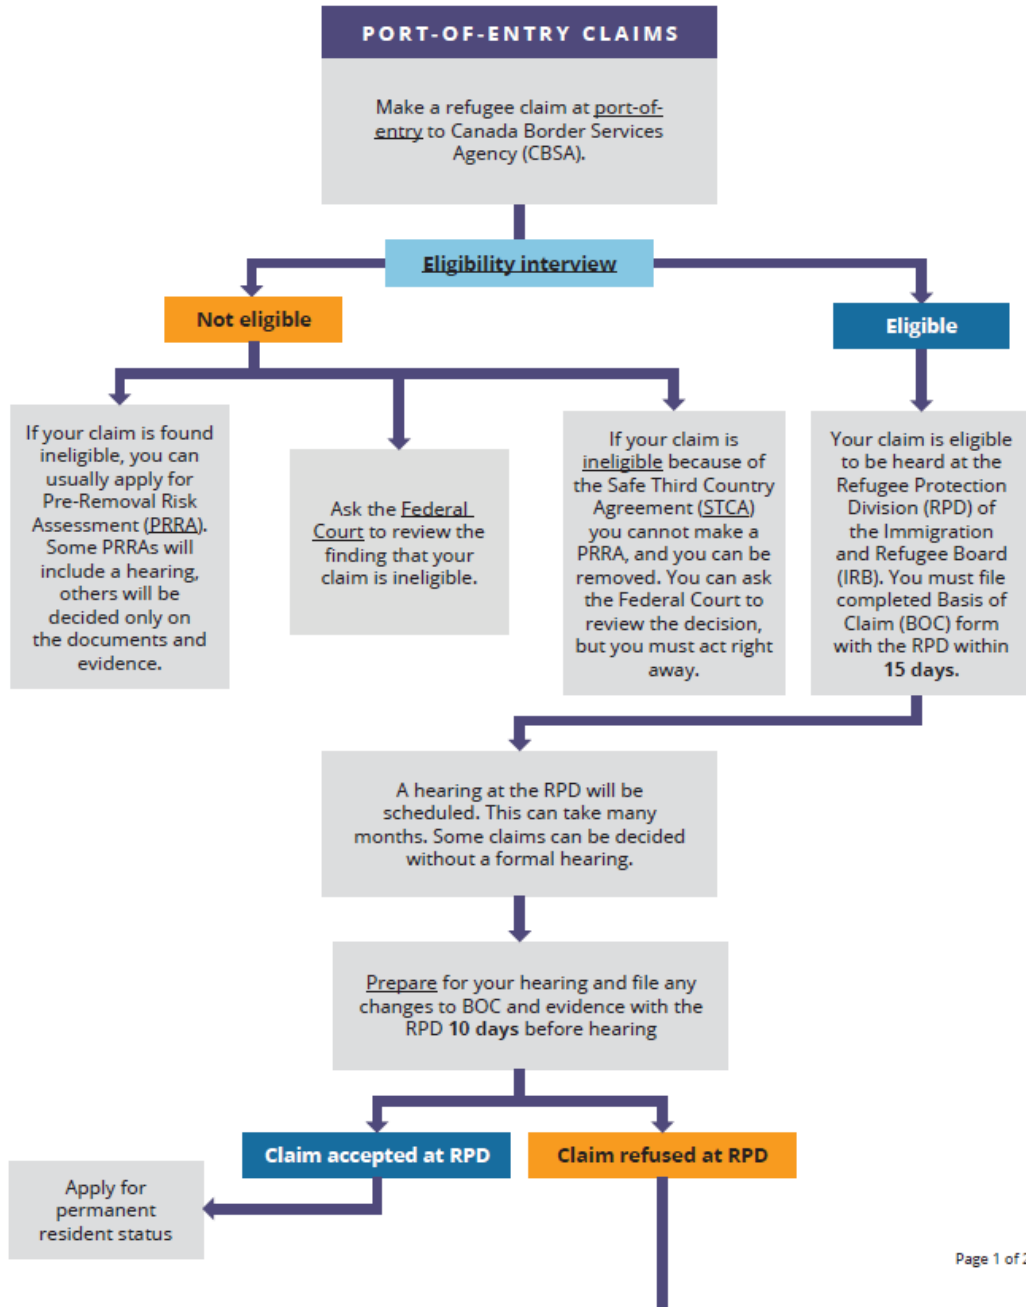 PORT-OF-ENTRY CLAIMS
Make a refugee claim at port-of-
entry to Canada Border Services
Agency (CBSA).
Eligibility interview
Not eligible
Eligible
If your claim is found
ineligible, you can
usually apply for
Pre-Removal Risk
Assessment (PRRA).
Some PRRAs will
include a hearing,
others will be
decided only on
the documents and
evidence.
Ask the Federal
Court to review the
finding that your
claim is ineligible.
If your claim is
ineligible because of
the Safe Third Country
Agreement (STCA)
you cannot make a
PRRA, and you can be
removed. You can ask
the Federal Court to
review the decision,
but you must act right
away.
Your claim is eligible
to be heard at the
Refugee Protection
Division (RPD) of
the Immigration
and Refugee Board
(IRB). You must file
completed Basis of
Claim (BOC) form
with the RPD within
15 days.
A hearing at the RPD will be
scheduled. This can take many
months. Some claims can be decided
without a formal hearing.
Prepare for your hearing and file any
changes to BOC and evidence with the
RPD 10 days before hearing
Claim accepted at RPD
Claim refused at RPD
Apply for
permanent
resident status
Page 1 of 2